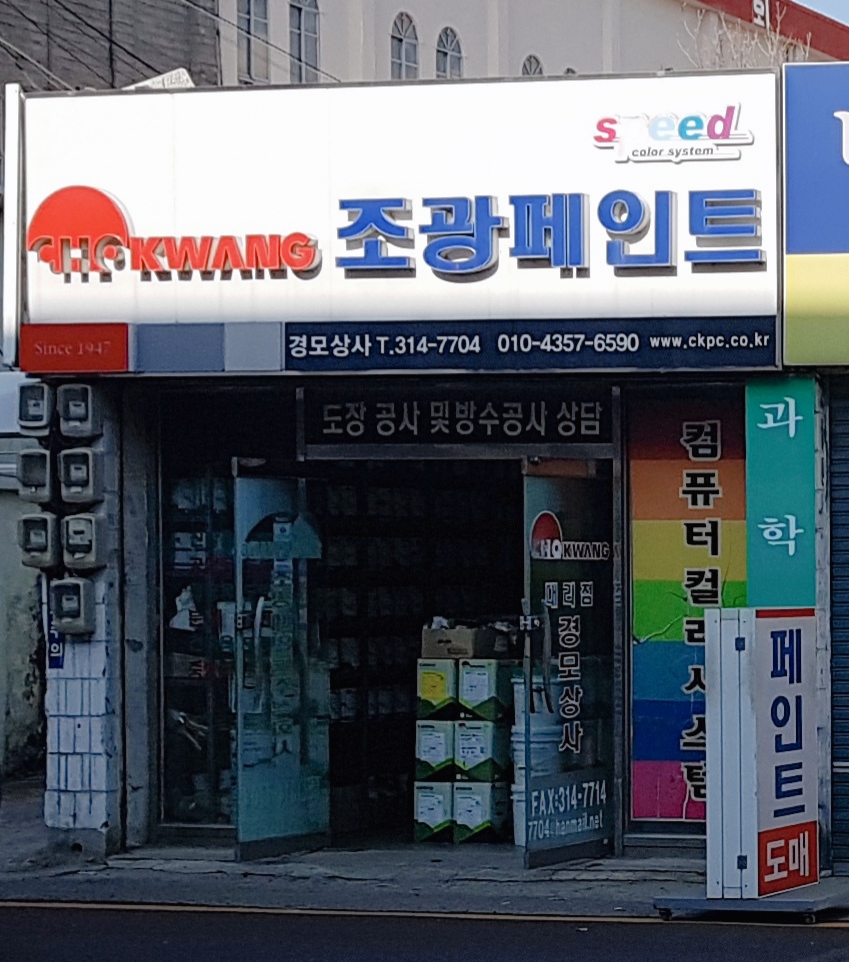 speed
color system
CHOKWANG 조광페인트
Since 1947
경모상사 T.314-7704 010-4357-6590 www.ckpc.co.kr
도장 공사 및방수공사 상담
컴퓨터컬러시스템
과학
CHOKWANG
대리점
경모상사
FAX:314-7714
7704@hanmail.net
페인트
도매